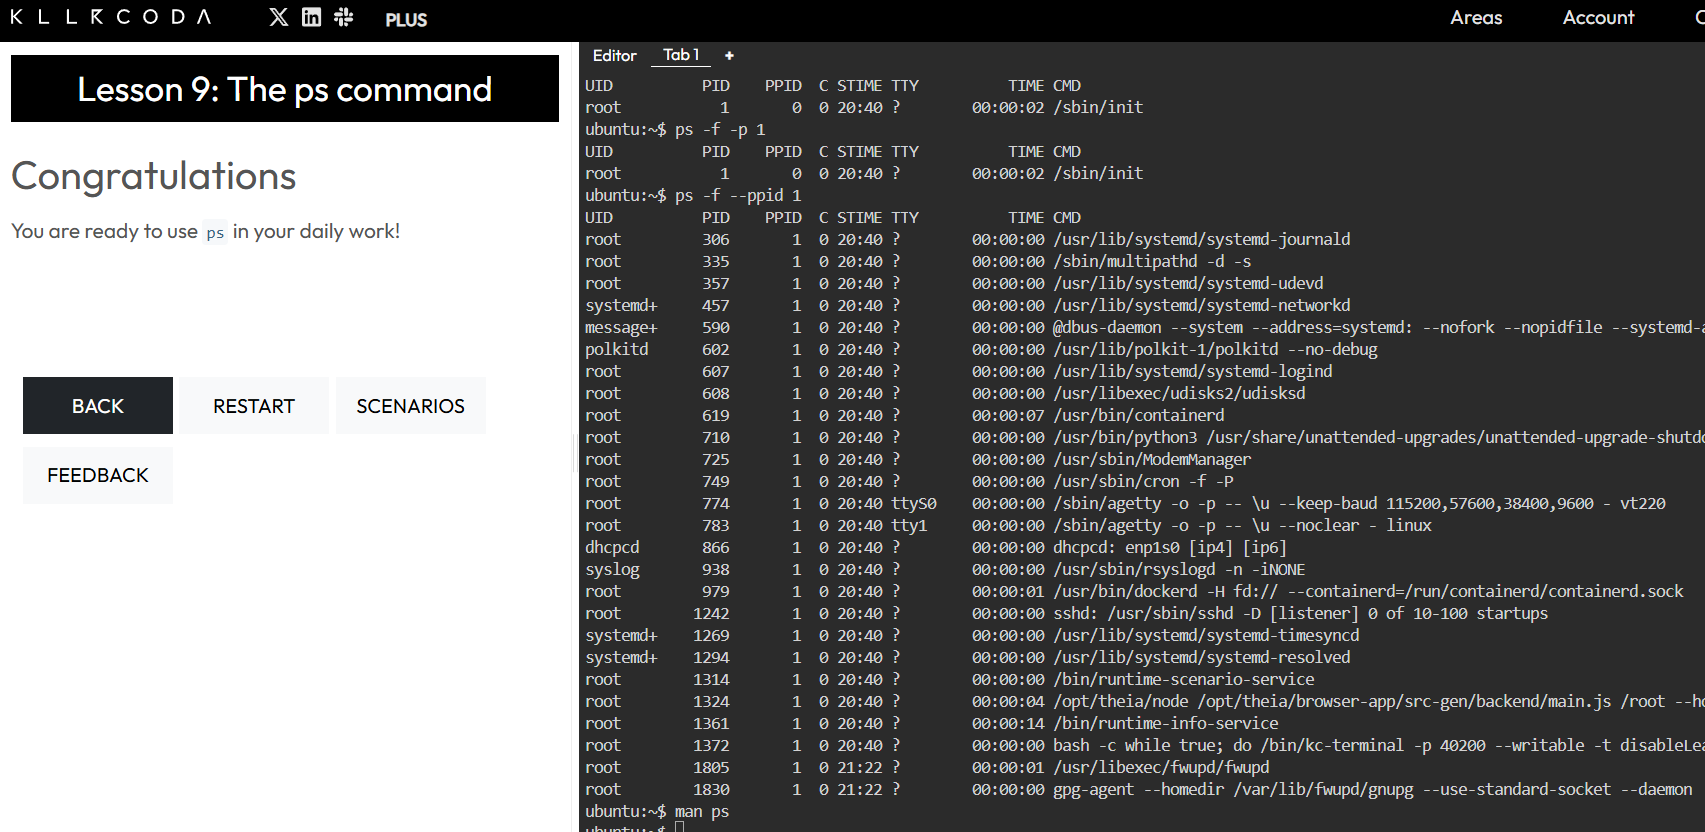 KLLRCODA
PLUS
Areas
Account
Lesson 9: The ps command
Congratulations
You are ready to use ps in your daily work!
BACK
RESTART
SCENARIOS
FEEDBACK
Editor Tab 1 +
UID PID PPID C STIME TTY TIME CMD
root 1 0 0 20:40 ? 00:00:02 /sbin/init
ubuntu:~$ ps -f -p 1
UID PID PPID C STIME TTY TIME CMD
root 1 0 0 20:40 ? 00:00:02 /sbin/init
ubuntu:~$ ps -f --ppid 1
UID PID PPID C STIME TTY TIME CMD
root 306 1 0 20:40 ? 00:00:00 /usr/lib/systemd/systemd-journald
root 335 1 0 20:40 ? 00:00:00 /sbin/multipathd -d -s
root 357 1 0 20:40 ? 00:00:00 /usr/lib/systemd/systemd-udevd
systemd+ 457 1 0 20:40 ? 00:00:00 /usr/lib/systemd/systemd-networkd
message+ 590 1 0 20:40 ? 00:00:00 @dbus-daemon --system --address=systemd: --nofork --nopidfile --systemd-a
polkitd 602 1 0 20:40 ? 00:00:00 /usr/lib/polkit-1/polkitd --no-debug
root 607 1 0 20:40 ? 00:00:00 /usr/lib/systemd/systemd-logind
root 608 1 0 20:40 ? 00:00:00 /usr/libexec/udisks2/udisksd
root 619 1 0 20:40 ? 00:00:07 /usr/bin/containerd
root 710 1 0 20:40 ? 00:00:00 /usr/bin/python3 /usr/share/unattended-upgrades/unattended-upgrade-shutdo
root 725 1 0 20:40 ? 00:00:00 /usr/sbin/ModemManager
root 749 1 0 20:40 ? 00:00:00 /usr/sbin/cron -f -P
root 774 1 0 20:40 ttyS0 00:00:00 /sbin/agetty -o -p -- \u --keep-baud 115200,57600,38400,9600 - vt220
root 783 1 0 20:40 tty1 00:00:00 /sbin/agetty -o -p -- \u --noclear - linux
dhcpcd 866 1 0 20:40 ? 00:00:00 dhcpcd: enp1s0 [ip4] [ip6]
syslog 938 1 0 20:40 ? 00:00:00 /usr/sbin/rsyslogd -n -iNONE
root 979 1 0 20:40 ? 00:00:01 /usr/bin/dockerd -H fd:// --containerd=/run/containerd/containerd.sock
root 1242 1 0 20:40 ? 00:00:00 sshd: /usr/sbin/sshd -D [listener] 0 of 10-100 startups
systemd+ 1269 1 0 20:40 ? 00:00:00 /usr/lib/systemd/systemd-timesyncd
systemd+ 1294 1 0 20:40 ? 00:00:00 /usr/lib/systemd/systemd-resolved
root 1314 1 0 20:40 ? 00:00:00 /bin/runtime-scenario-service
root 1324 1 0 20:40 ? 00:00:04 /opt/theia/node /opt/theia/browser-app/src-gen/backend/main.js /root --ho
root 1361 1 0 20:40 ? 00:00:14 /bin/runtime-info-service
root 1372 1 0 20:40 ? 00:00:00 bash -c while true; do /bin/kc-terminal -p 40200 --writable -t disableLea
root 1805 1 0 21:22 ? 00:00:01 /usr/libexec/fwupd/fwupd
root 1830 1 0 21:22 ? 00:00:00 gpg-agent --homedir /var/lib/fwupd/gnupg --use-standard-socket --daemon
ubuntu:~$ man ps
ubuntu:~$